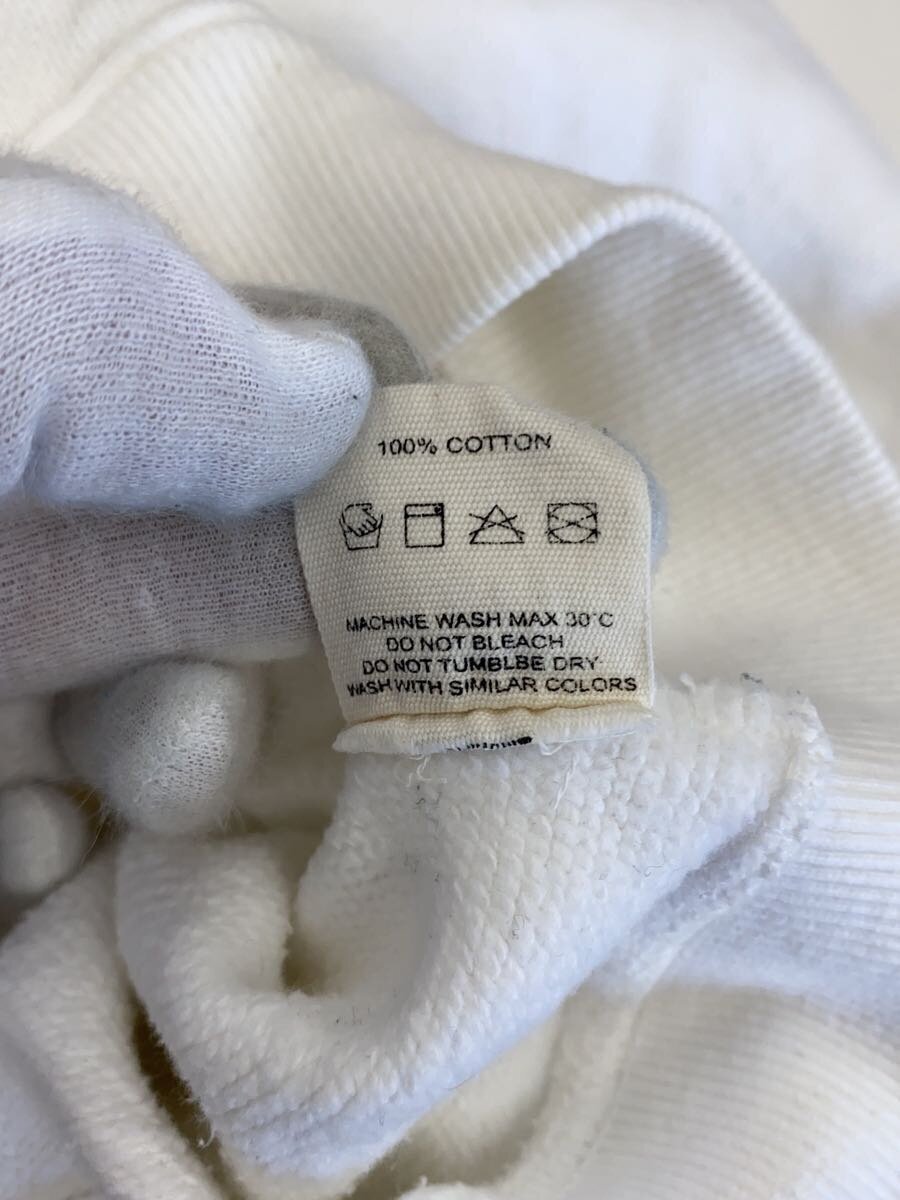 100% COTTON
MACHINE WASH MAX 30°C
DO NOT BLEACH
DO NOT TUMBLBE DRY
WASH WITH SIMILAR COLORS